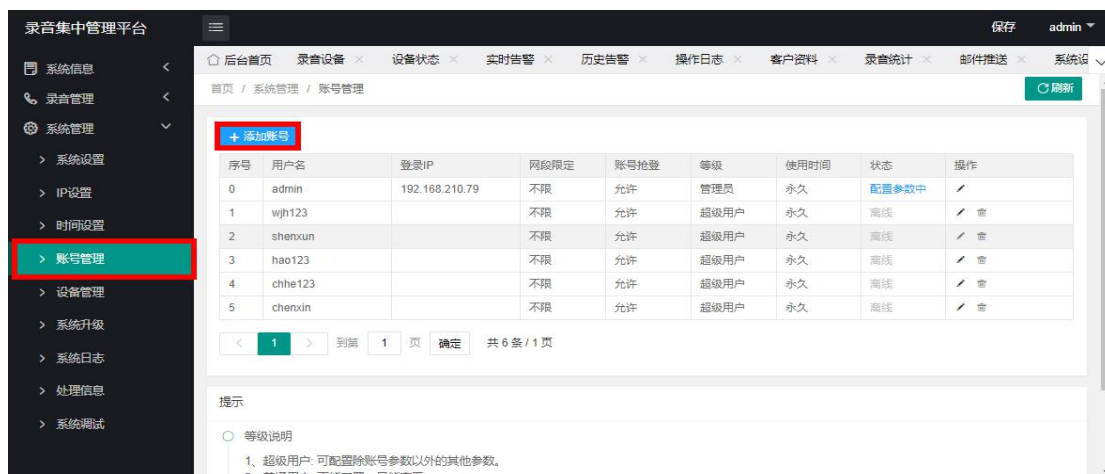 录音集中管理平台 保存 admin
后台首页 录音设备 设备状态 实时告警 历史告警 操作日志 客户资料 录音统计 邮件推送 系统设
首页 / 系统管理 / 账号管理 刷新
系统信息
录音管理
系统管理
系统设置
IP设置
时间设置
账号管理
设备管理
系统升级
系统日志
处理信息
系统调试
+ 添加账号
序号 用户名 登录IP 网段限定 账号抢登 等级 使用时间 状态 操作
0 admin 192.168.210.79 不限 允许 管理员 永久 配置参数中
1 wjh123 不限 允许 超级用户 永久 离线
2 shenxun 不限 允许 超级用户 永久 离线
3 hao123 不限 允许 超级用户 永久 离线
4 chhe123 不限 允许 超级用户 永久 离线
5 chenxin 不限 允许 超级用户 永久 离线
< 1 > 到第 1 页 确定 共 6 条 / 1 页
提示
等级说明
1、超级用户: 可配置除账号参数以外的其他参数。